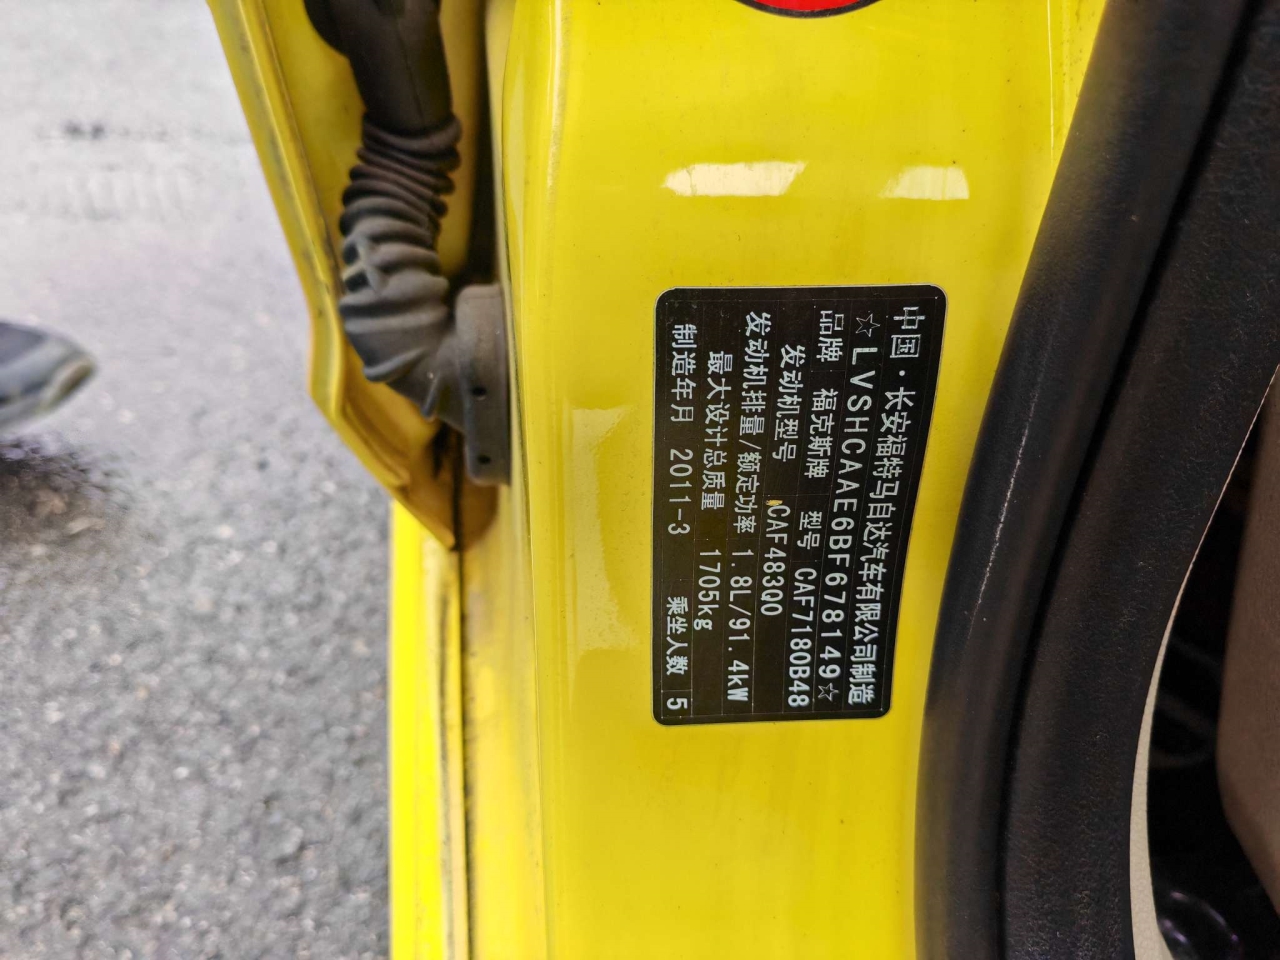 中国·长安福特马自达汽车有限公司制造
☆LVSHCAAE6BF678149☆
品牌 福克斯牌 型号 CAF7180B48
发动机型号 CAF483Q0
发动机排量/额定功率 1.8L/91.4kW
最大设计总质量 1705kg
制造年月 2011-3 乘坐人数 5